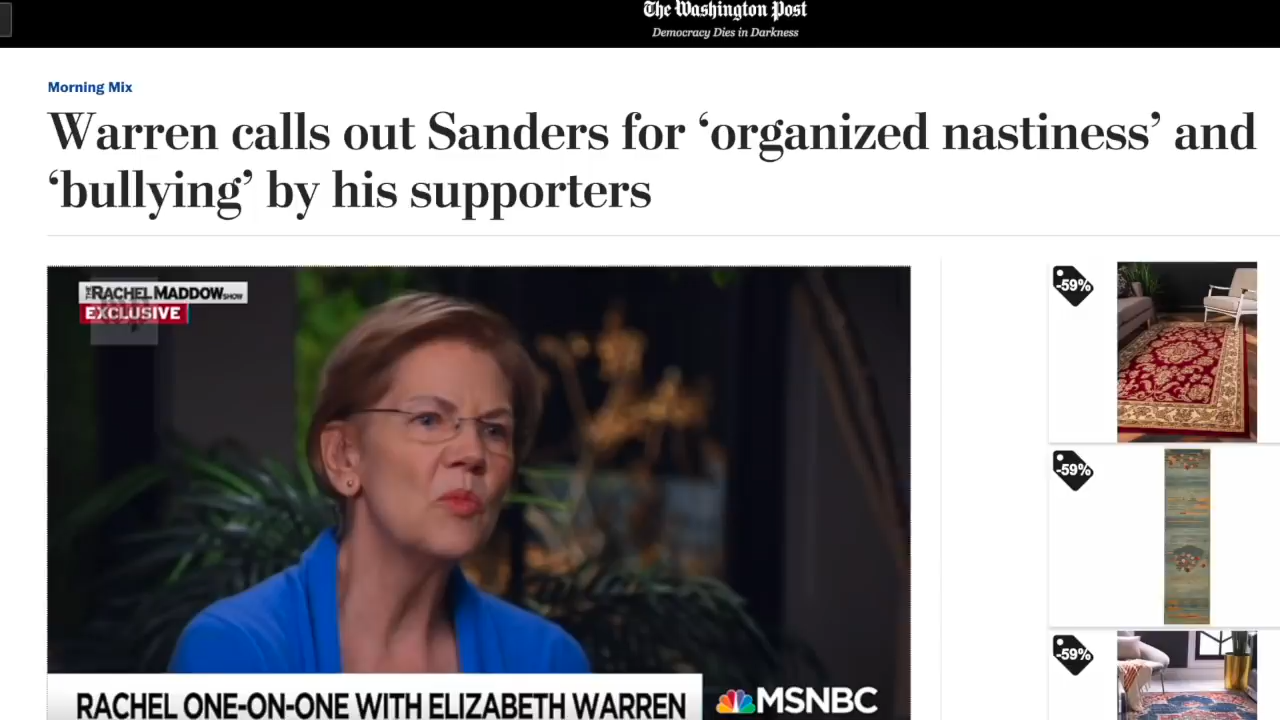 The Washington Post
Democracy Dies in Darkness
Morning Mix
Warren calls out Sanders for ‘organized nastiness’ and
‘bullying’ by his supporters
THE RACHEL MADDOW SHOW
EXCLUSIVE
-59%
-59%
-59%
RACHEL ONE-ON-ONE WITH ELIZABETH WARREN
MSNBC